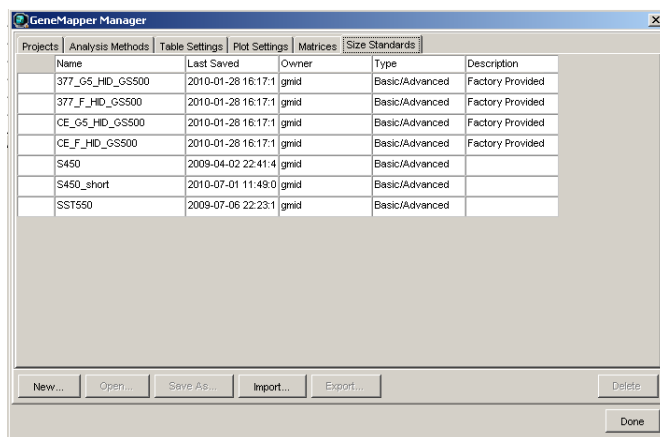 GeneMapper Manager
Projects Analysis Methods Table Settings Plot Settings Matrices Size Standards
Name Last Saved Owner Type Description
377_G5_HID_GS500 2010-01-28 16:17:1 gmid Basic/Advanced Factory Provided
377_F_HID_GS500 2010-01-28 16:17:1 gmid Basic/Advanced Factory Provided
CE_G5_HID_GS500 2010-01-28 16:17:1 gmid Basic/Advanced Factory Provided
CE_F_HID_GS500 2010-01-28 16:17:1 gmid Basic/Advanced Factory Provided
S450 2009-04-02 22:41:4 gmid Basic/Advanced
S450_short 2010-07-01 11:49:0 gmid Basic/Advanced
SST550 2009-07-06 22:23:1 gmid Basic/Advanced
New... Open... Save As... Import... Export... Delete
Done